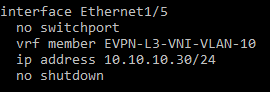 interface Ethernet1/5
  no switchport
  vrf member EVPN-L3-VNI-VLAN-10
  ip address 10.10.10.30/24
  no shutdown